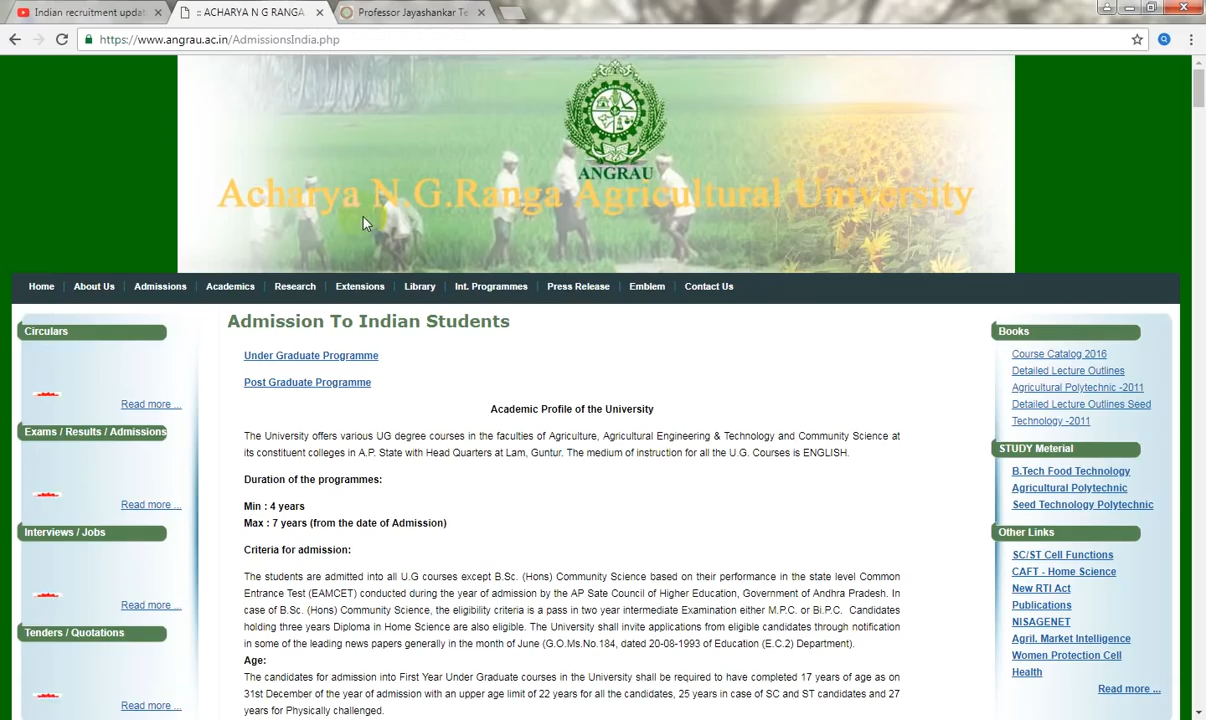 Indian recruitment updat
:: ACHARYA N G RANGA
Professor Jayashankar Te
https://www.angrau.ac.in/AdmissionsIndia.php
ANGRAU
Acharya N.G.Ranga Agricultural University
Home About Us Admissions Academics Research Extensions Library Int. Programmes Press Release Emblem Contact Us
Circulars
Read more ...
Exams / Results / Admissions
Read more ...
Interviews / Jobs
Read more ...
Tenders / Quotations
Read more ...
Admission To Indian Students
Under Graduate Programme
Post Graduate Programme
Academic Profile of the University
The University offers various UG degree courses in the faculties of Agriculture, Agricultural Engineering & Technology and Community Science at
its constituent colleges in A.P. State with Head Quarters at Lam, Guntur. The medium of instruction for all the U.G. Courses is ENGLISH.
Duration of the programmes:
Min : 4 years
Max : 7 years (from the date of Admission)
Criteria for admission:
The students are admitted into all U.G courses except B.Sc. (Hons) Community Science based on their performance in the state level Common
Entrance Test (EAMCET) conducted during the year of admission by the AP Sate Council of Higher Education, Government of Andhra Pradesh. In
case of B.Sc. (Hons) Community Science, the eligibility criteria is a pass in two year intermediate Examination either M.P.C. or Bi.P.C. Candidates
holding three years Diploma in Home Science are also eligible. The University shall invite applications from eligible candidates through notification
in some of the leading news papers generally in the month of June (G.O.Ms.No.184, dated 20-08-1993 of Education (E.C.2) Department).
Age:
The candidates for admission into First Year Under Graduate courses in the University shall be required to have completed 17 years of age as on
31st December of the year of admission with an upper age limit of 22 years for all the candidates, 25 years in case of SC and ST candidates and 27
years for Physically challenged.
Books
Course Catalog 2016
Detailed Lecture Outlines
Agricultural Polytechnic -2011
Detailed Lecture Outlines Seed
Technology -2011
STUDY Meterial
B.Tech Food Technology
Agricultural Polytechnic
Seed Technology Polytechnic
Other Links
SC/ST Cell Functions
CAFT - Home Science
New RTI Act
Publications
NISAGENET
Agril. Market Intelligence
Women Protection Cell
Health
Read more ...